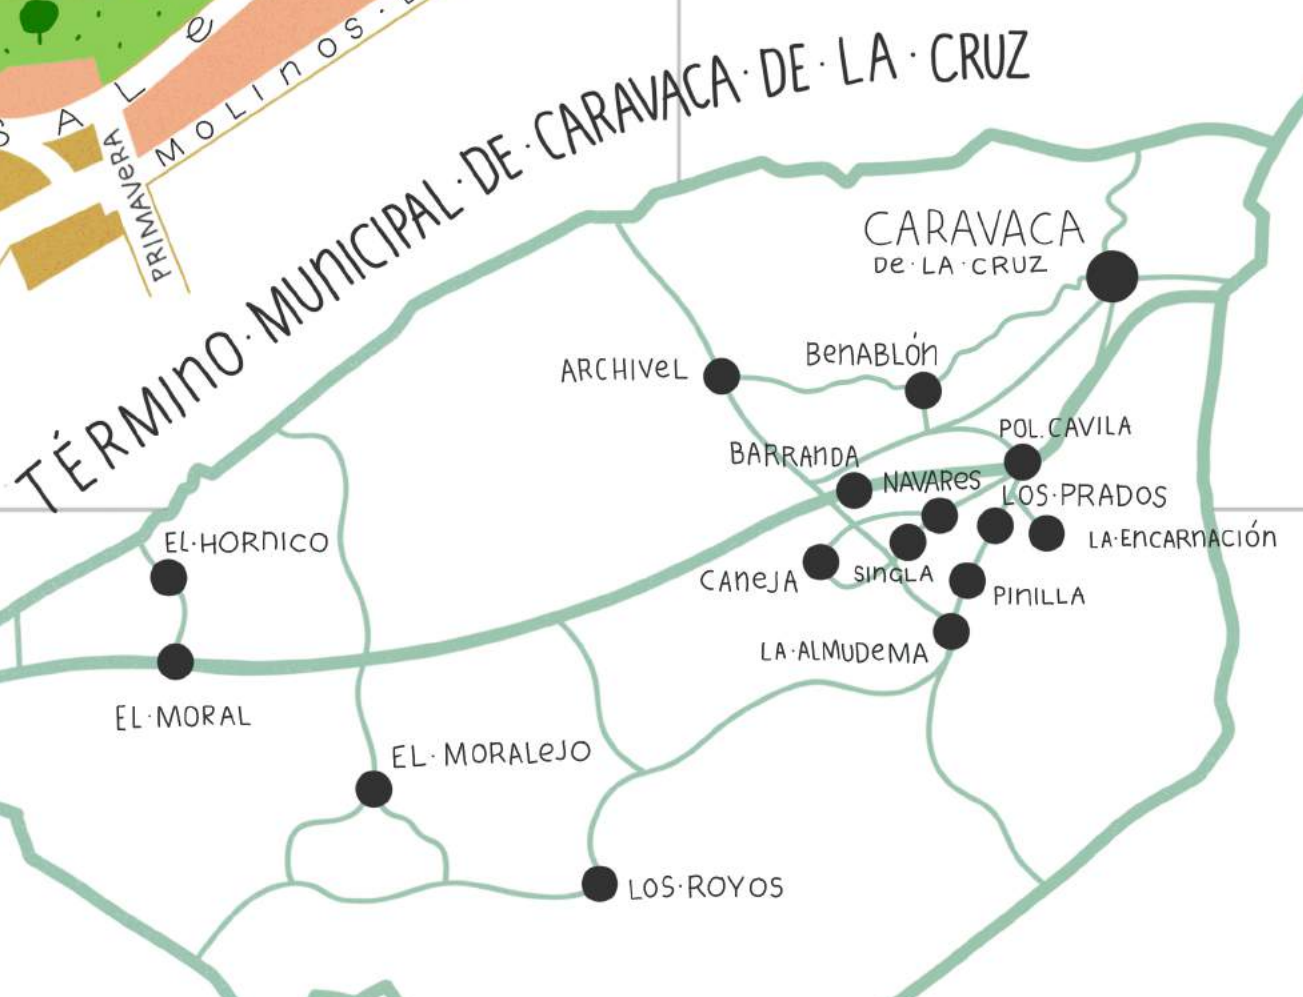 SALE
MOLINOS·
PRIMAVERA
TÉRMINO·MUNICIPAL·DE·CARAVACA·DE·LA·CRUZ
CARAVACA
De·LA·CRUZ
BenABLÓn
ARCHIVeL
POL.CAVILA
BARRAnDA
NAVAReS
LOS·PRADOS
LA·EnCARnACIÓn
EL·HORnICO
CAneJA
SInGLA
PInILLA
LA·ALMUDeMA
EL·MORAL
EL·MORALeJO
LOS·ROYOS